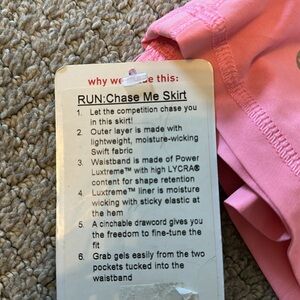 why we        this:
RUN:Chase Me Skirt
1. Let the competition chase you
in this skirt!
2. Outer layer is made with
lightweight, moisture-wicking
Swift fabric
3. Waistband is made of Power
Luxtreme™ with high LYCRA®
content for shape retention
4. Luxtreme™ liner is moisture
wicking with sticky elastic at
the hem
5. A cinchable drawcord gives you
the freedom to fine-tune the
fit
6. Grab gels easily from the two
pockets tucked into the
waistband